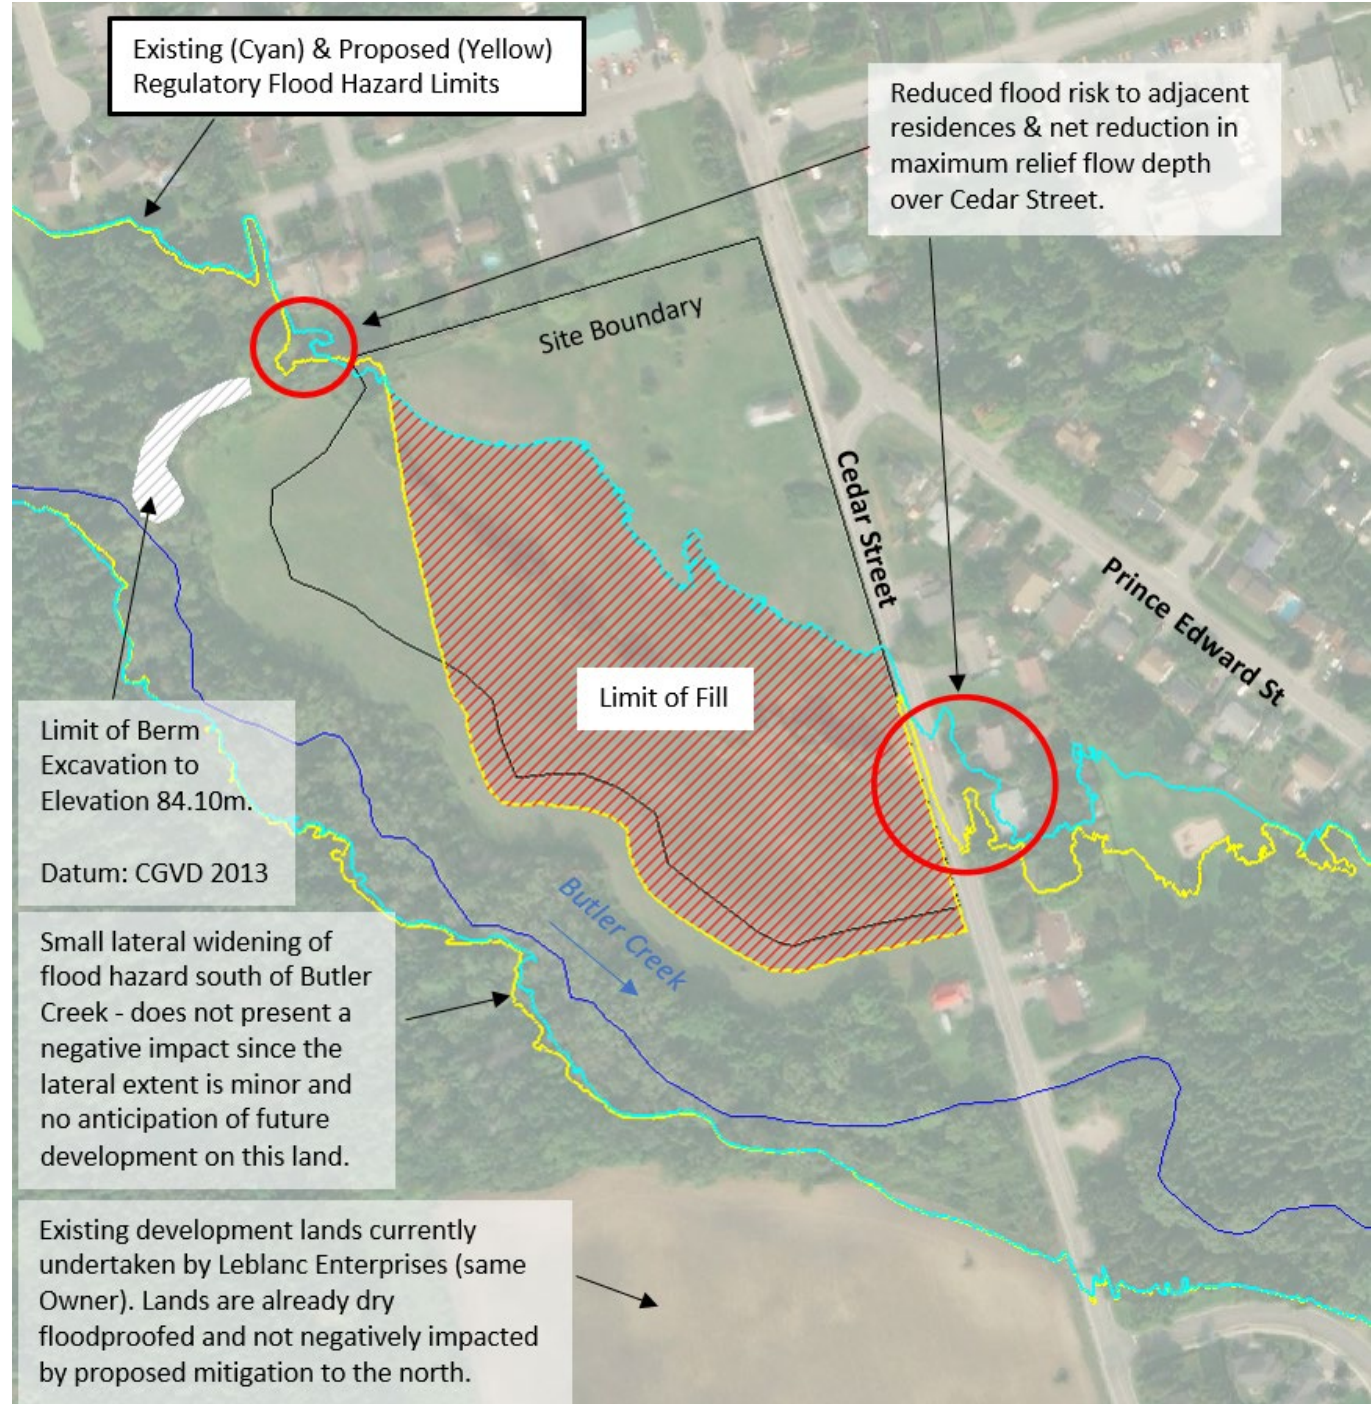 Existing (Cyan) & Proposed (Yellow)
Regulatory Flood Hazard Limits
Reduced flood risk to adjacent
residences & net reduction in
maximum relief flow depth
over Cedar Street.
Site Boundary
Cedar Street
Prince Edward St
Limit of Fill
Limit of Berm
Excavation to
Elevation 84.10m.
Datum: CGVD 2013
Butler Creek
Small lateral widening of
flood hazard south of Butler
Creek - does not present a
negative impact since the
lateral extent is minor and
no anticipation of future
development on this land.
Existing development lands currently
undertaken by Leblanc Enterprises (same
Owner). Lands are already dry
floodproofed and not negatively impacted
by proposed mitigation to the north.